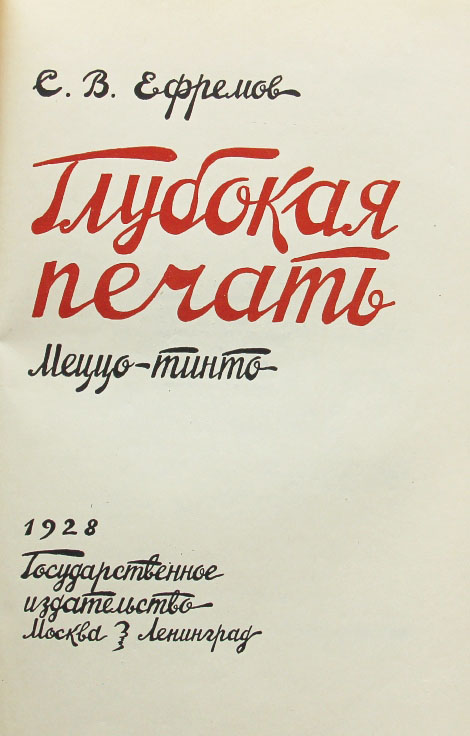 С. В. Ефремов
Глубокая
печать
Меццо-тинто
1928
Государственное
издательство
Москва Ленинград